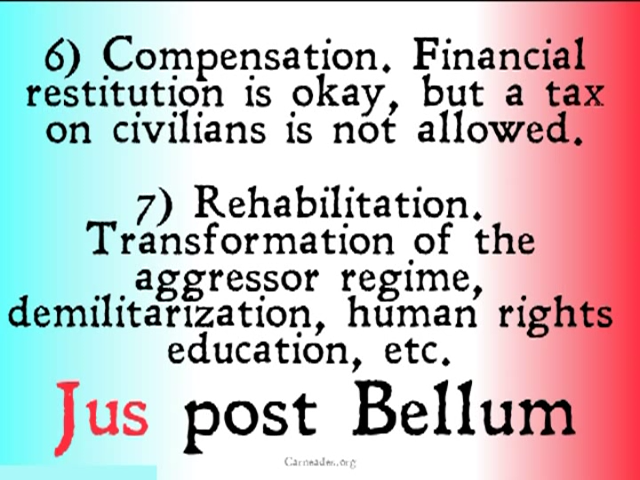 6) Compensation. Financial
restitution is okay, but a tax
on civilians is not allowed.
7) Rehabilitation.
Transformation of the
aggressor regime,
demilitarization, human rights
education, etc.
Jus post Bellum
Carneades.org